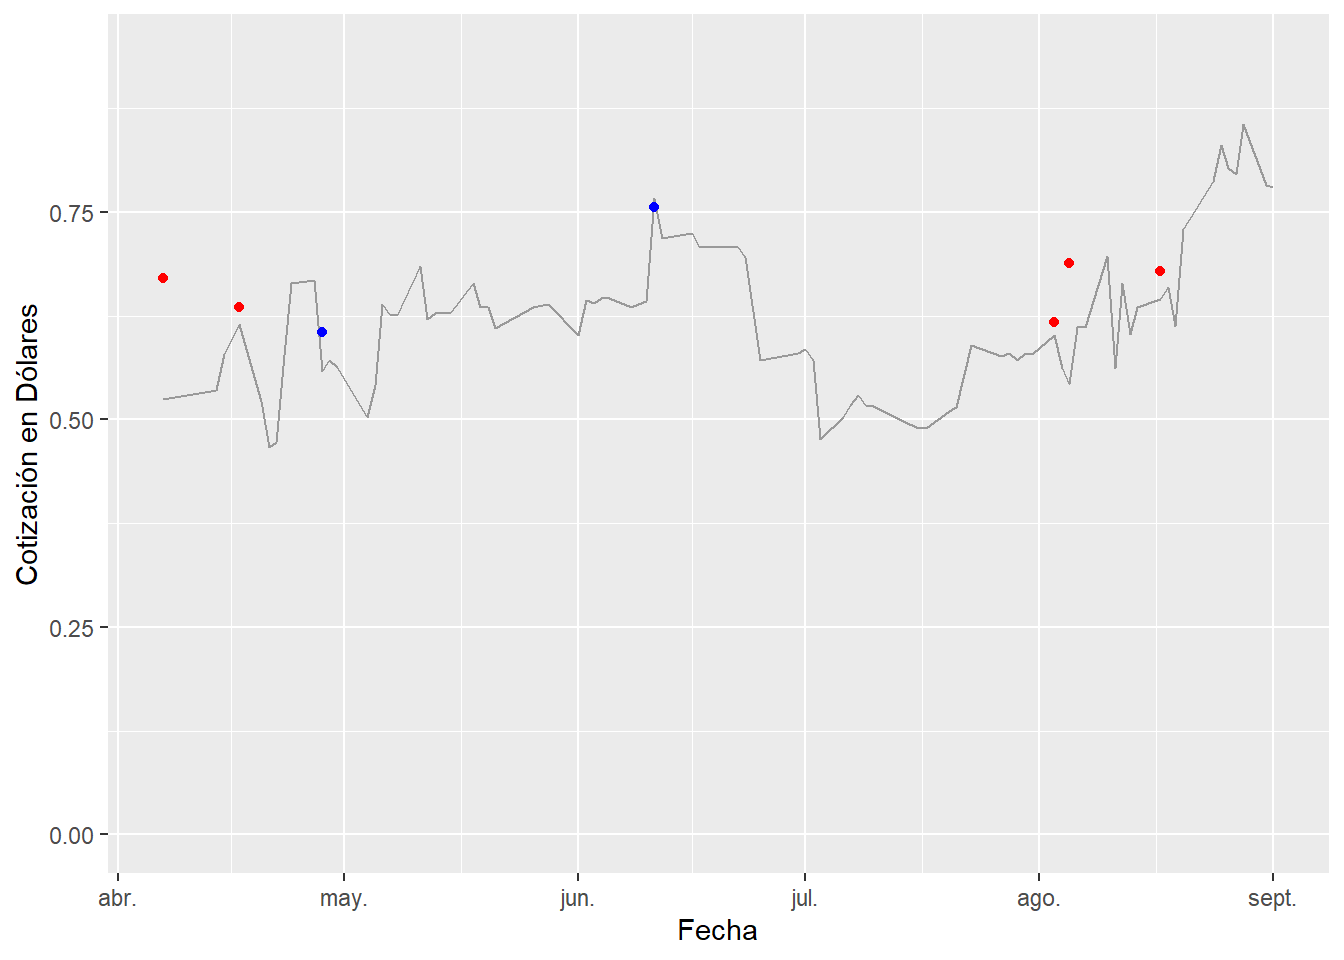 Cotización en Dólares
0.75
0.50
0.25
0.00
abr.
may.
jun.
jul.
ago.
sept.
Fecha